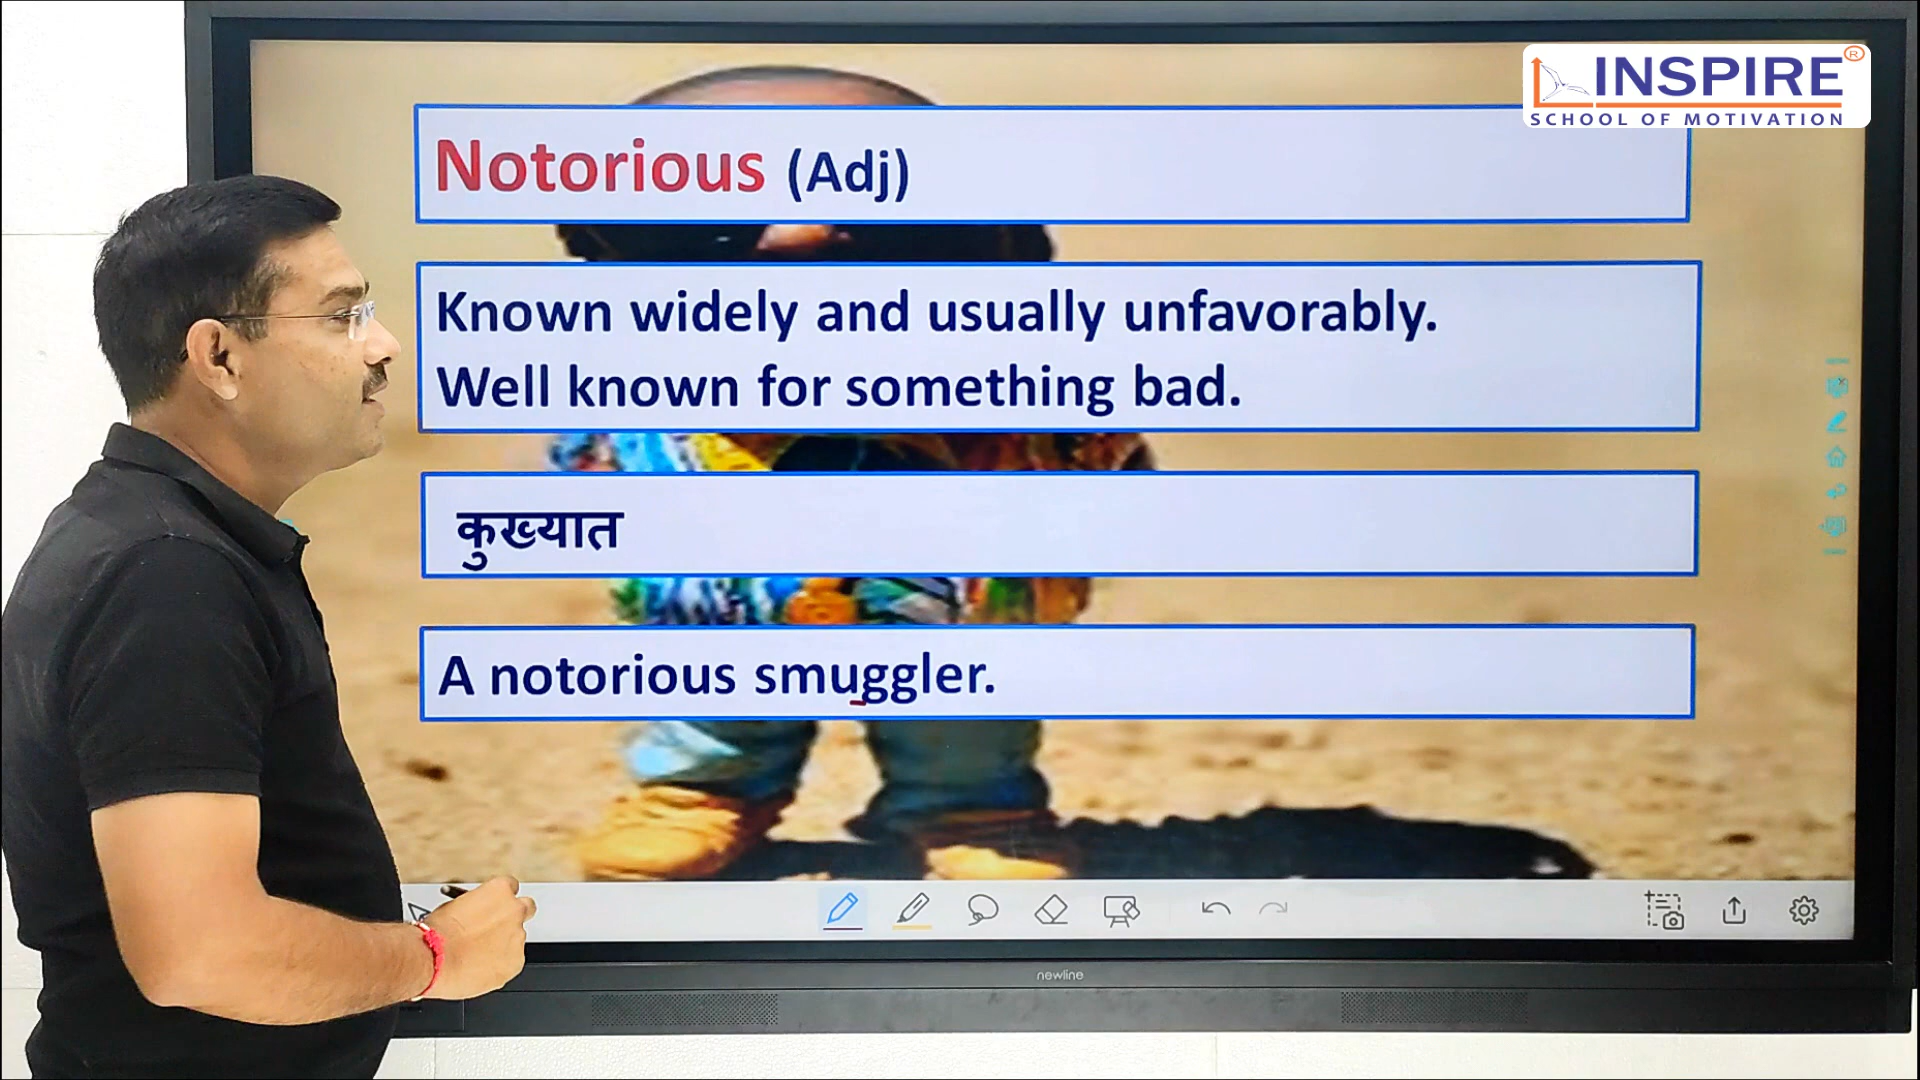 INSPIRE®
SCHOOL OF MOTIVATION
Notorious (Adj)
Known widely and usually unfavorably.
Well known for something bad.
कुख्यात
A notorious smuggler.
newline